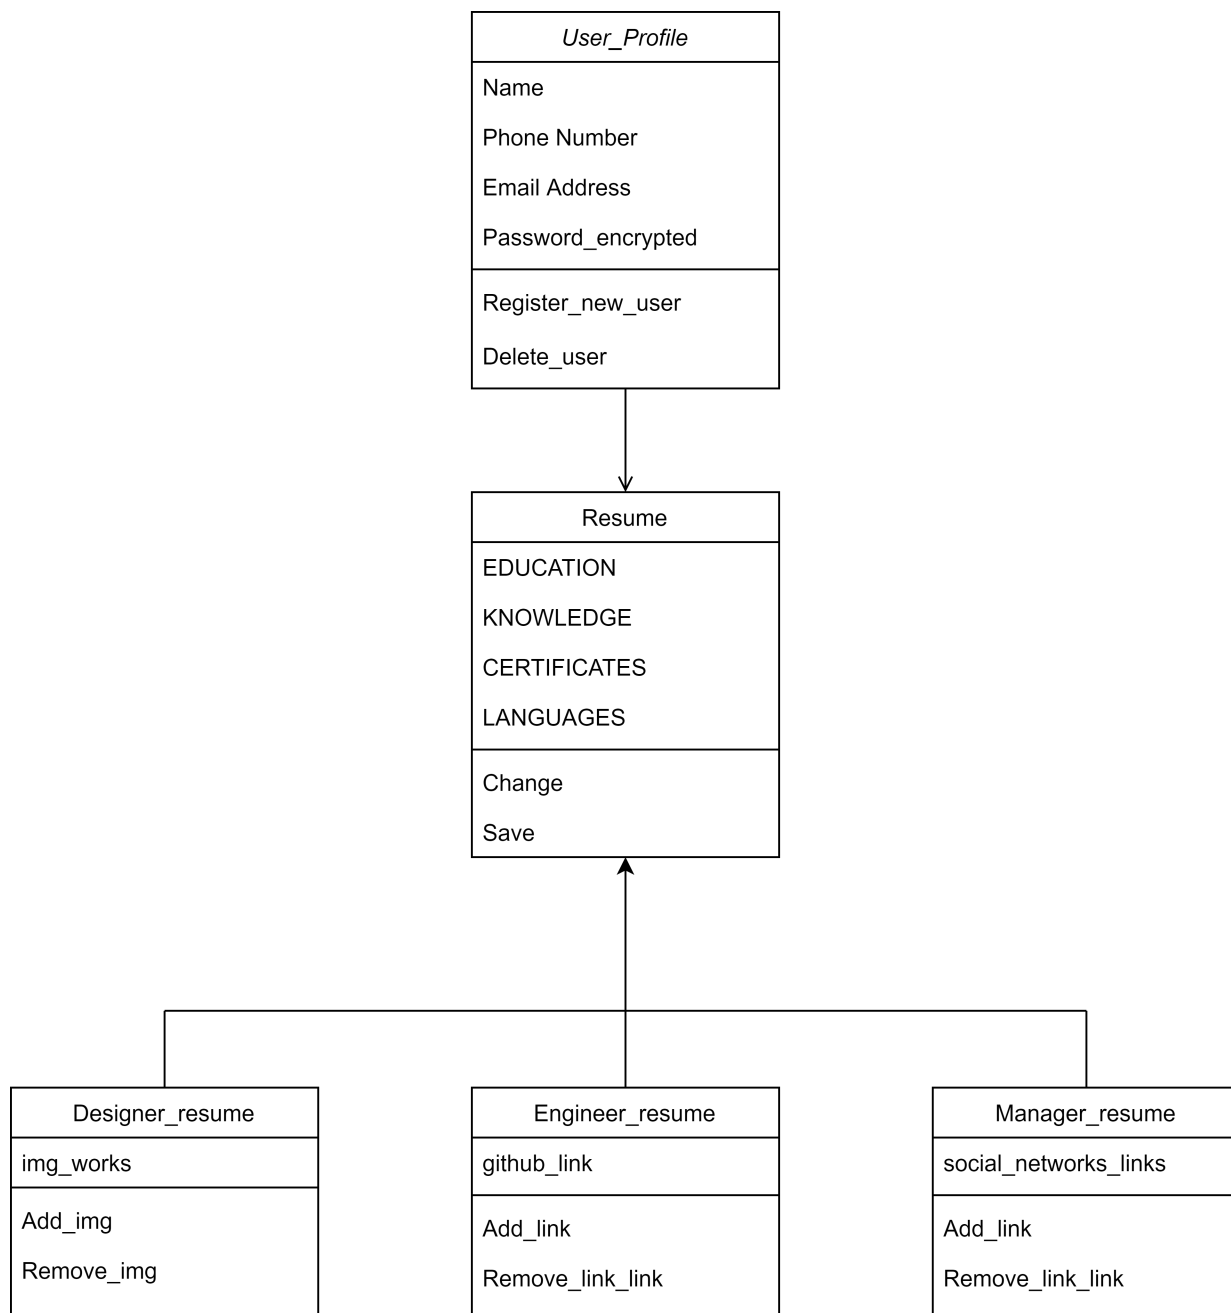 User_Profile
Name
Phone Number
Email Address
Password_encrypted
Register_new_user
Delete_user
Resume
EDUCATION
KNOWLEDGE
CERTIFICATES
LANGUAGES
Change
Save
Designer_resume
img_works
Add_img
Remove_img
Engineer_resume
github_link
Add_link
Remove_link_link
Manager_resume
social_networks_links
Add_link
Remove_link_link